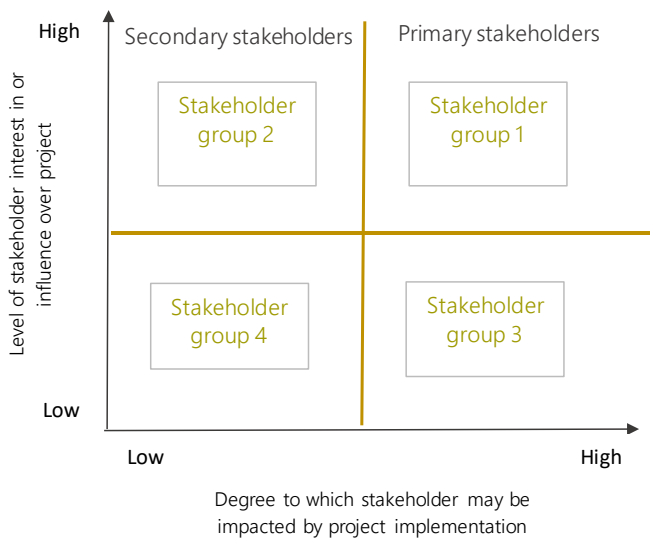 High
Secondary stakeholders
Primary stakeholders
Level of stakeholder interest in or
influence over project
Stakeholder
group 2
Stakeholder
group 1
Stakeholder
group 4
Stakeholder
group 3
Low
Low
High
Degree to which stakeholder may be
impacted by project implementation